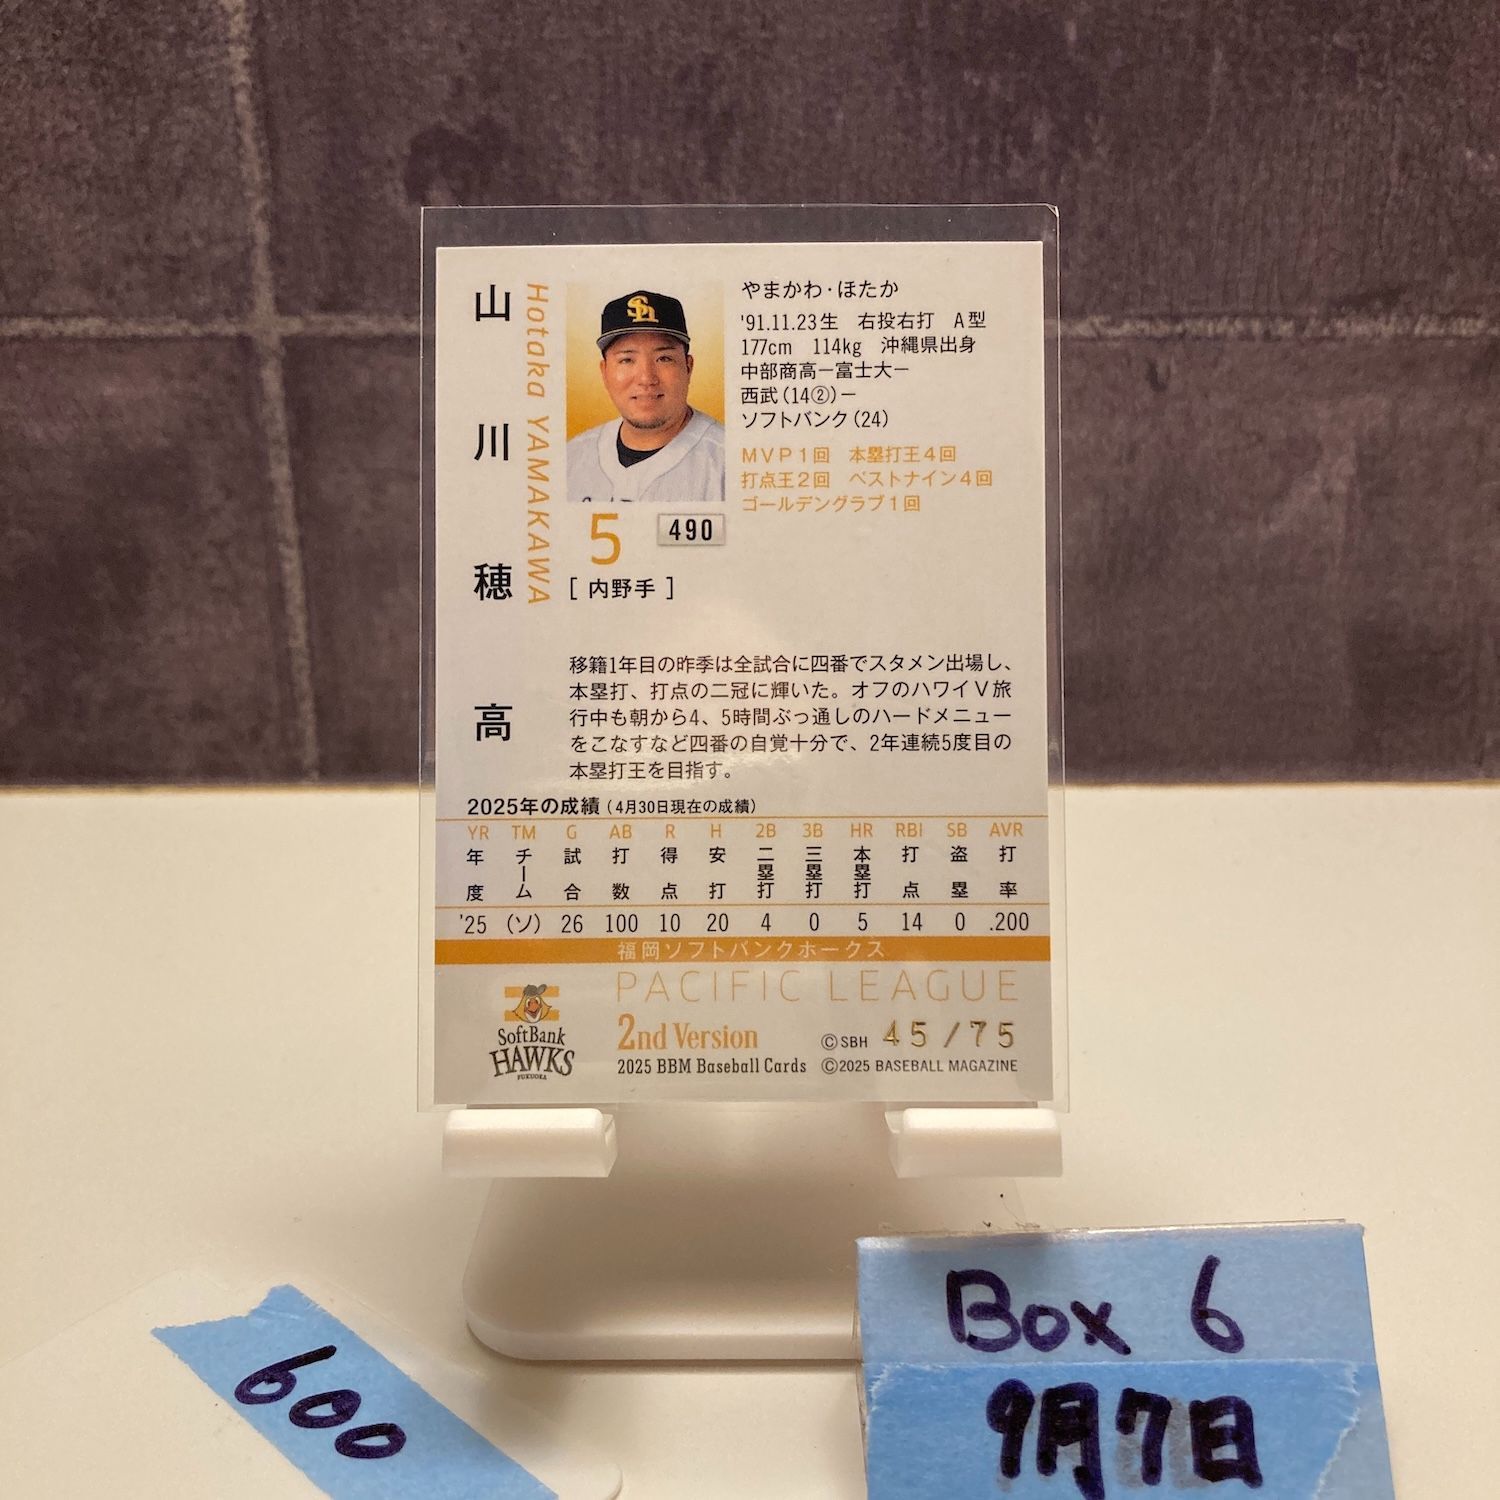 山川穂高
Hotaka YAMAKAWA
やまかわ・ほたか
'91.11.23生 右投右打 A型
177cm 114kg 沖縄県出身
中部商高ー富士大ー
西武(14②)ー
ソフトバンク(24)
MVP1回 本塁打王4回
打点王2回 ベストナイン4回
ゴールデングラブ1回
5
490
[ 内野手 ]
移籍1年目の昨季は全試合に四番でスタメン出場し、
本塁打、打点の二冠に輝いた。オフのハワイV旅
行中も朝から4、5時間ぶっ通しのハードメニュー
をこなすなど四番の自覚十分で、2年連続5度目の
本塁打王を目指す。
2025年の成績(4月30日現在の成績)
YR TM G AB R H 2B 3B HR RBI SB AVR
年度 チーム 試合 打数 得点 安打 二塁打 三塁打 本塁打 打点 盗塁 打率
'25 (ソ) 26 100 10 20 4 0 5 14 0 .200
福岡ソフトバンクホークス
PACIFIC LEAGUE
SoftBank
HAWKS
FUKUOKA
2nd Version
©SBH 45/75
2025 BBM Baseball Cards ©2025 BASEBALL MAGAZINE
600
Box 6
9月7日